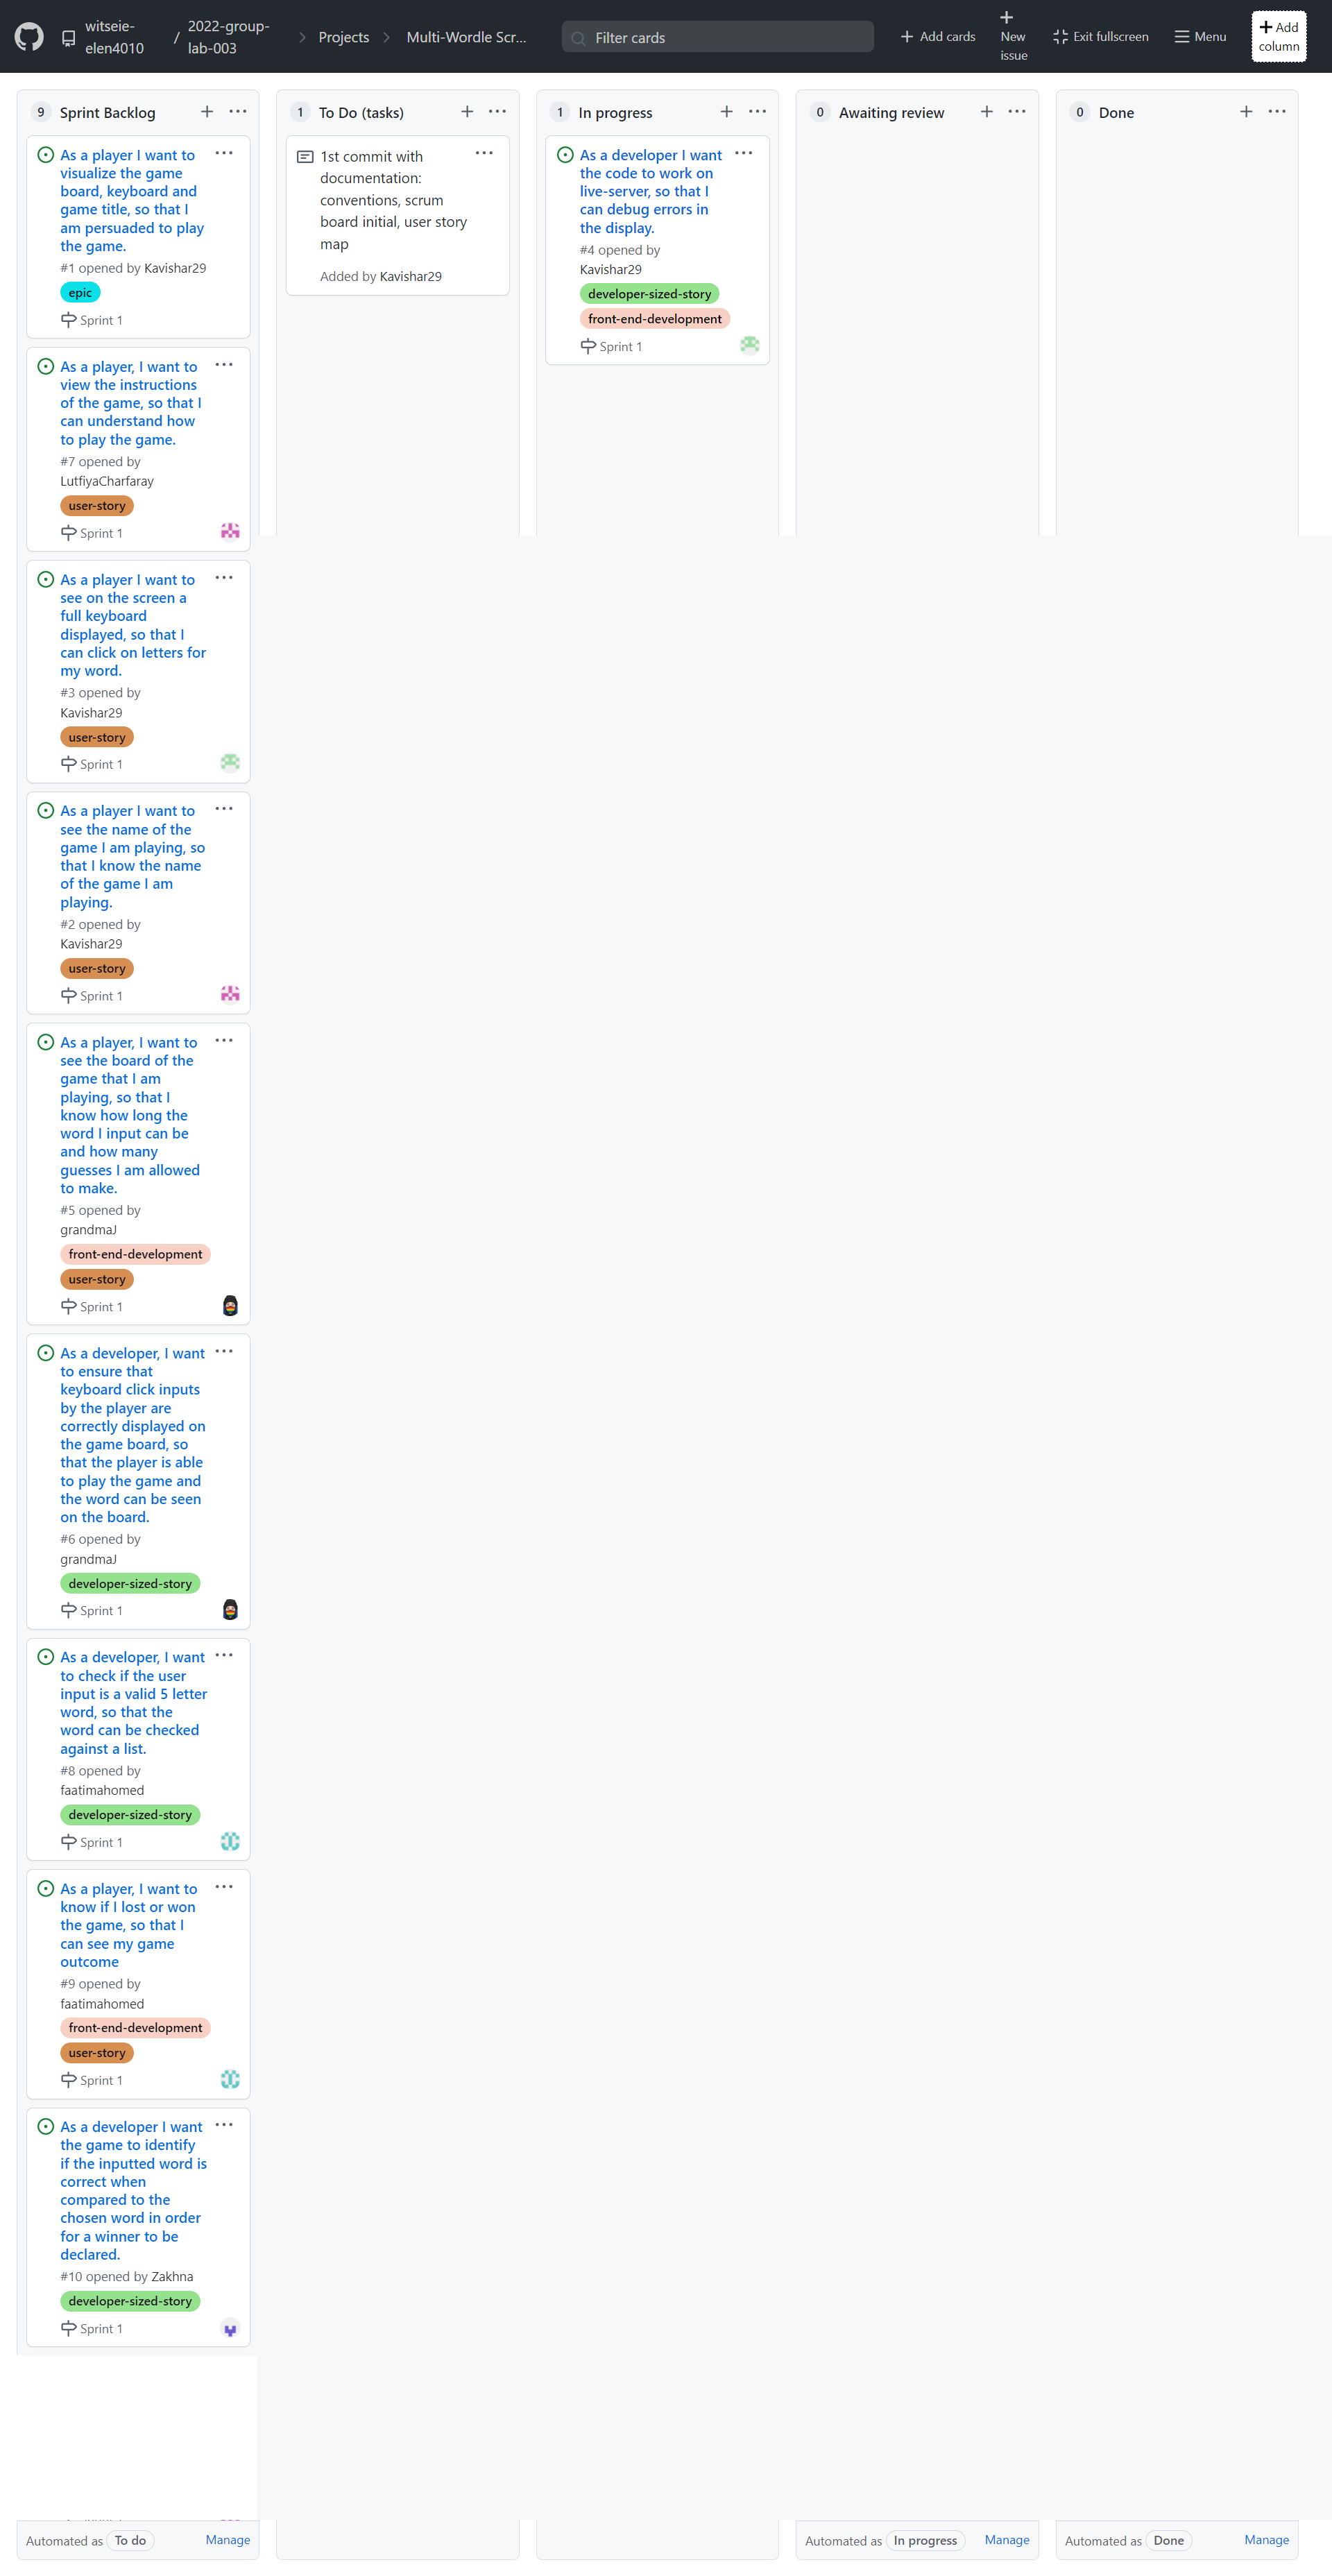 witseie-elen4010 / 2022-group-lab-003 > Projects > Multi-Wordle Scr...
Filter cards
+ Add cards
+ New issue
Exit fullscreen
Menu
+ Add column
9 Sprint Backlog
As a player I want to
visualize the game
board, keyboard and
game title, so that I
am persuaded to play
the game.
#1 opened by Kavishar29
epic
Sprint 1
As a player, I want to
view the instructions
of the game, so that I
can understand how
to play the game.
#7 opened by
LutfiyaCharfaray
user-story
Sprint 1
As a player I want to
see on the screen a
full keyboard
displayed, so that I
can click on letters for
my word.
#3 opened by
Kavishar29
user-story
Sprint 1
As a player I want to
see the name of the
game I am playing, so
that I know the name
of the game I am
playing.
#2 opened by
Kavishar29
user-story
Sprint 1
As a player, I want to
see the board of the
game that I am
playing, so that I
know how long the
word I input can be
and how many
guesses I am allowed
to make.
#5 opened by
grandmaJ
front-end-development
user-story
Sprint 1
As a developer, I want
to ensure that
keyboard click inputs
by the player are
correctly displayed on
the game board, so
that the player is able
to play the game and
the word can be seen
on the board.
#6 opened by
grandmaJ
developer-sized-story
Sprint 1
As a developer, I want
to check if the user
input is a valid 5 letter
word, so that the
word can be checked
against a list.
#8 opened by
faatimahomed
developer-sized-story
Sprint 1
As a player, I want to
know if I lost or won
the game, so that I
can see my game
outcome
#9 opened by
faatimahomed
front-end-development
user-story
Sprint 1
As a developer I want
the game to identify
if the inputted word is
correct when
compared to the
chosen word in order
for a winner to be
declared.
#10 opened by Zakhna
developer-sized-story
Sprint 1
Automated as To do Manage
1 To Do (tasks)
1st commit with
documentation:
conventions, scrum
board initial, user story
map
Added by Kavishar29
1 In progress
As a developer I want
the code to work on
live-server, so that I
can debug errors in
the display.
#4 opened by
Kavishar29
developer-sized-story
front-end-development
Sprint 1
0 Awaiting review
Automated as In progress Manage
0 Done
Automated as Done Manage